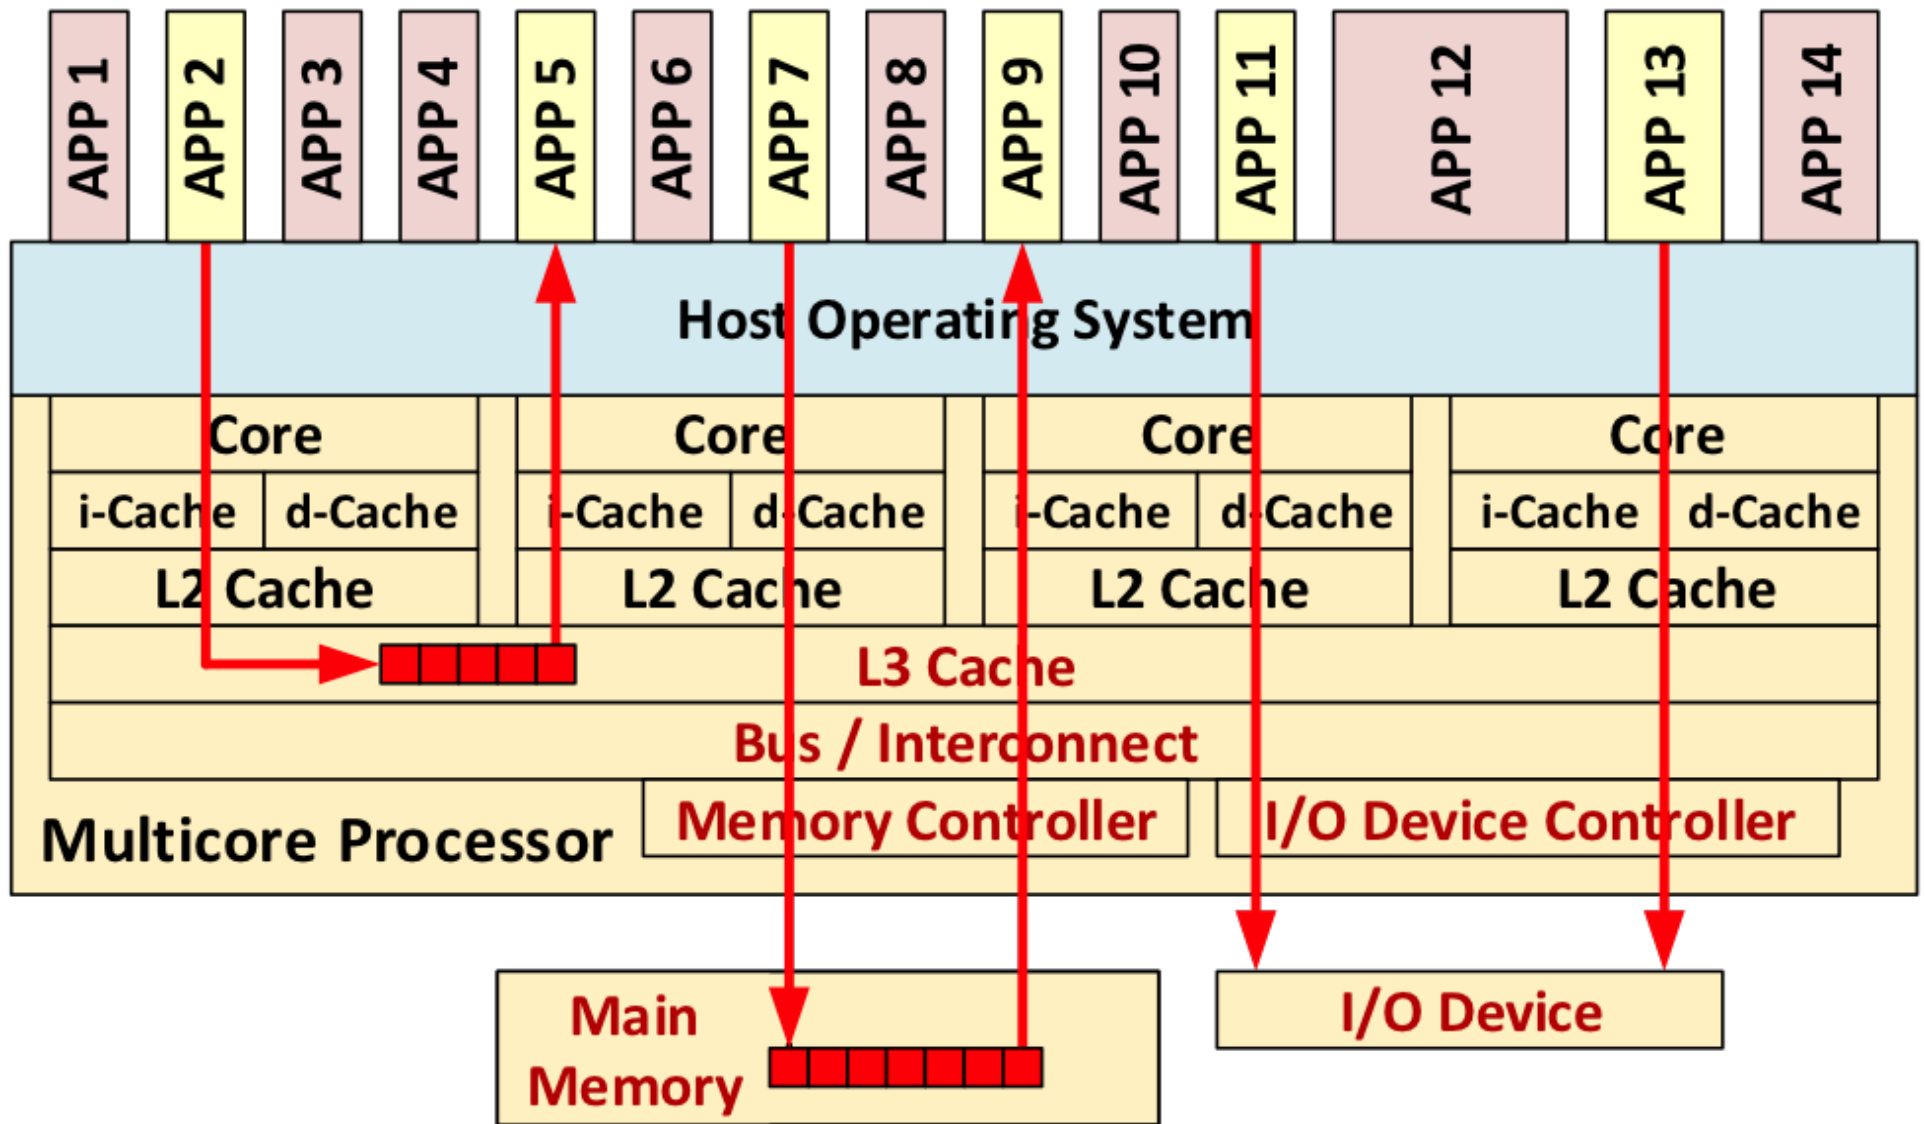 APP 1
APP 2
APP 3
APP 4
APP 5
APP 6
APP 7
APP 8
APP 9
APP 10
APP 11
APP 12
APP 13
APP 14
Host Operating System
Core
Core
Core
Core
i-Cache
d-Cache
i-Cache
d-Cache
i-Cache
d-Cache
i-Cache
d-Cache
L2 Cache
L2 Cache
L2 Cache
L2 Cache
L3 Cache
Bus / Interconnect
Memory Controller
I/O Device Controller
Multicore Processor
Main
Memory
I/O Device